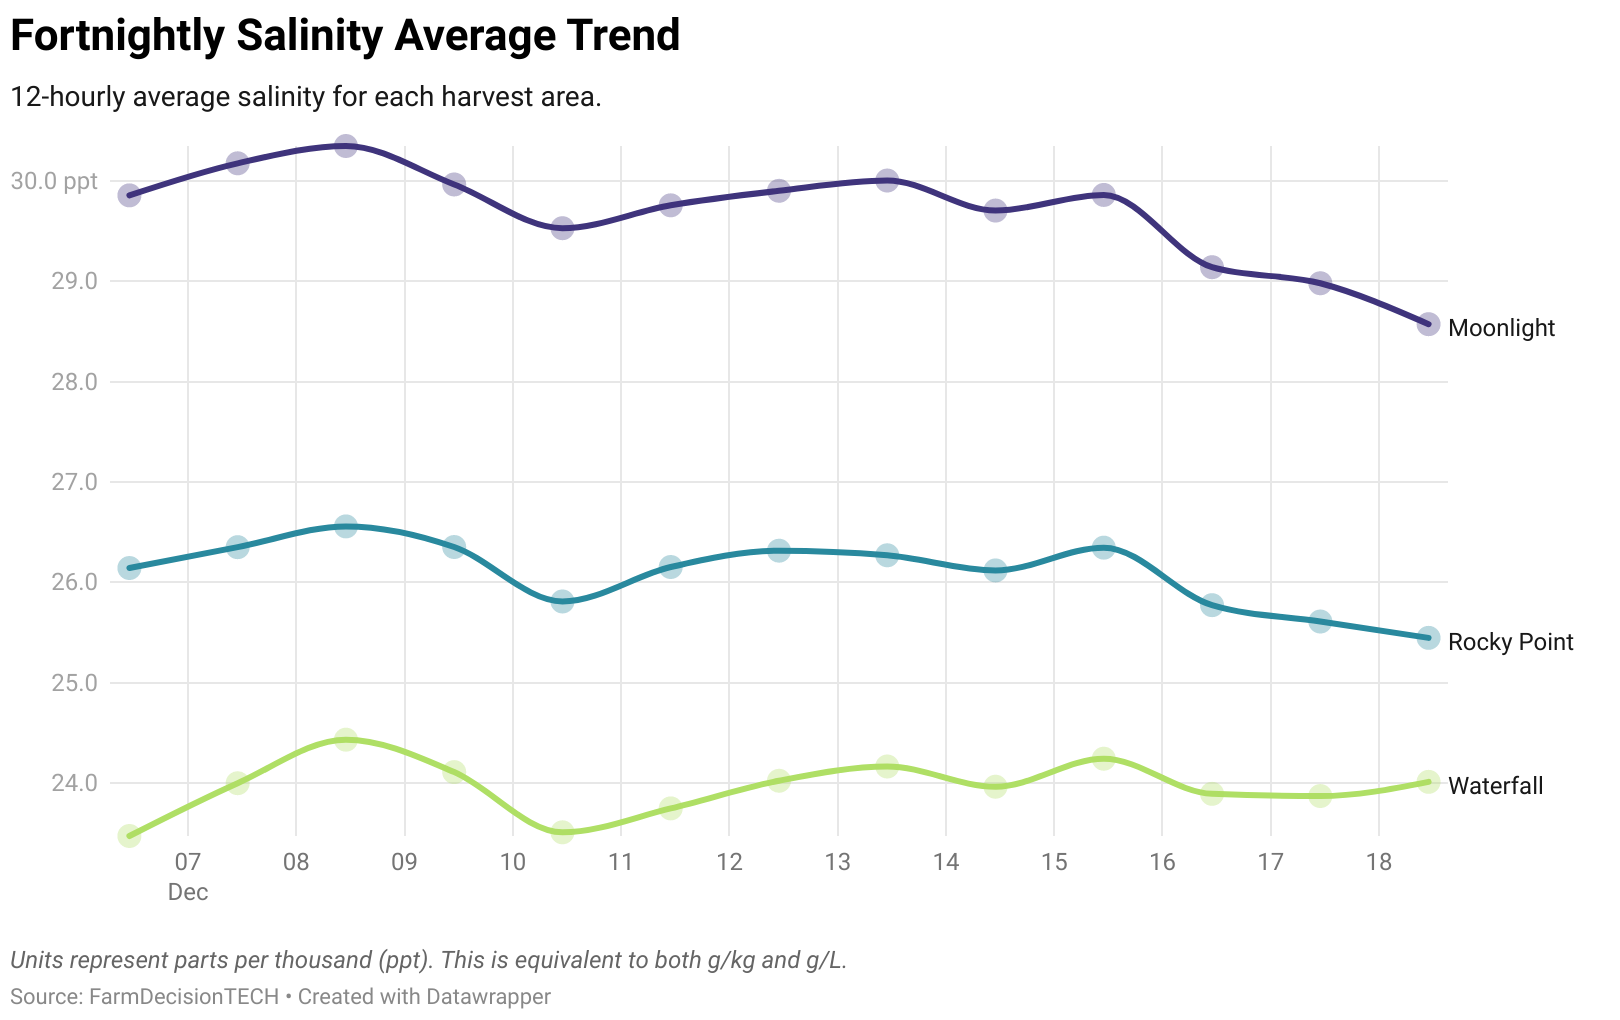 Fortnightly Salinity Average Trend
12-hourly average salinity for each harvest area.
30.0 ppt
29.0
28.0
27.0
26.0
25.0
24.0
Moonlight
Rocky Point
Waterfall
07 08 09 10 11 12 13 14 15 16 17 18
Dec
Units represent parts per thousand (ppt). This is equivalent to both g/kg and g/L.
Source: FarmDecisionTECH • Created with Datawrapper